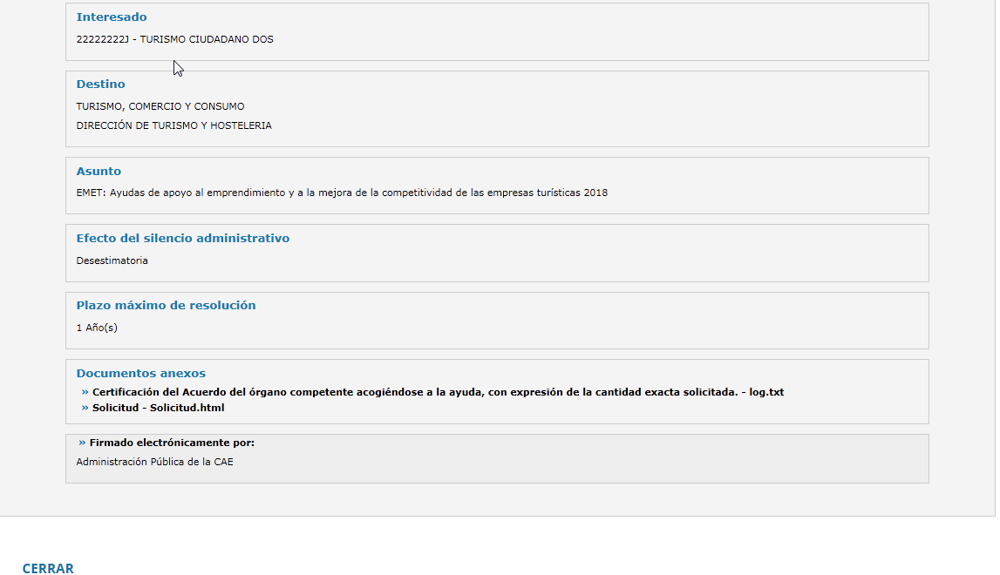 Interesado
22222222J - TURISMO CIUDADANO DOS
Destino
TURISMO, COMERCIO Y CONSUMO
DIRECCIÓN DE TURISMO Y HOSTELERIA
Asunto
EMET: Ayudas de apoyo al emprendimiento y a la mejora de la competitividad de las empresas turísticas 2018
Efecto del silencio administrativo
Desestimatoria
Plazo máximo de resolución
1 Año(s)
Documentos anexos
» Certificación del Acuerdo del órgano competente acogiéndose a la ayuda, con expresión de la cantidad exacta solicitada. - log.txt
» Solicitud - Solicitud.html
» Firmado electrónicamente por:
Administración Pública de la CAE
CERRAR